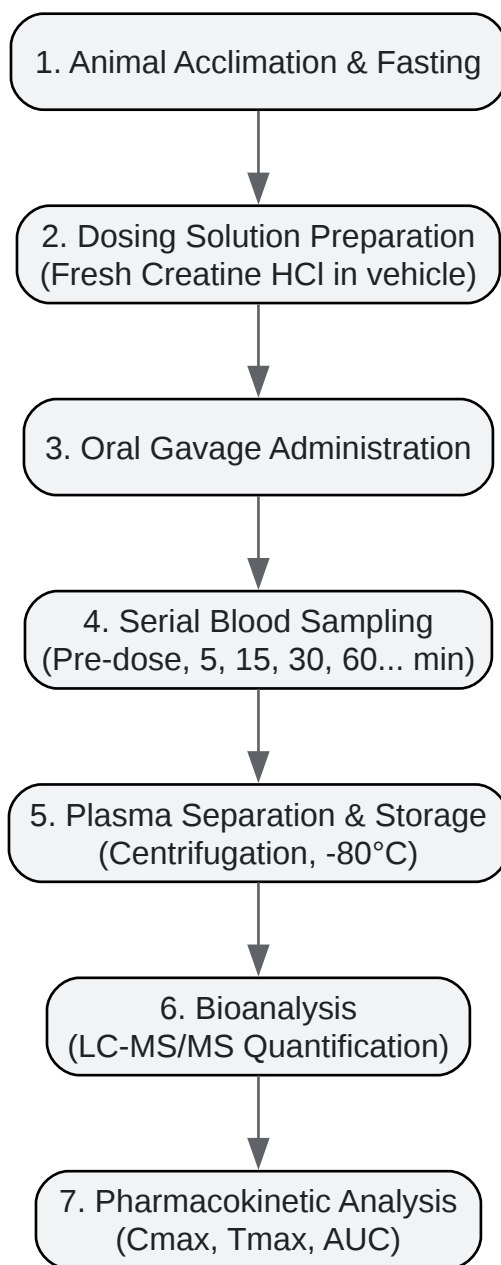 1. Animal Acclimation & Fasting
2. Dosing Solution Preparation
(Fresh Creatine HCl in vehicle)
3. Oral Gavage Administration
4. Serial Blood Sampling
(Pre-dose, 5, 15, 30, 60... min)
5. Plasma Separation & Storage
(Centrifugation, -80°C)
6. Bioanalysis
(LC-MS/MS Quantification)
7. Pharmacokinetic Analysis
(Cmax, Tmax, AUC)